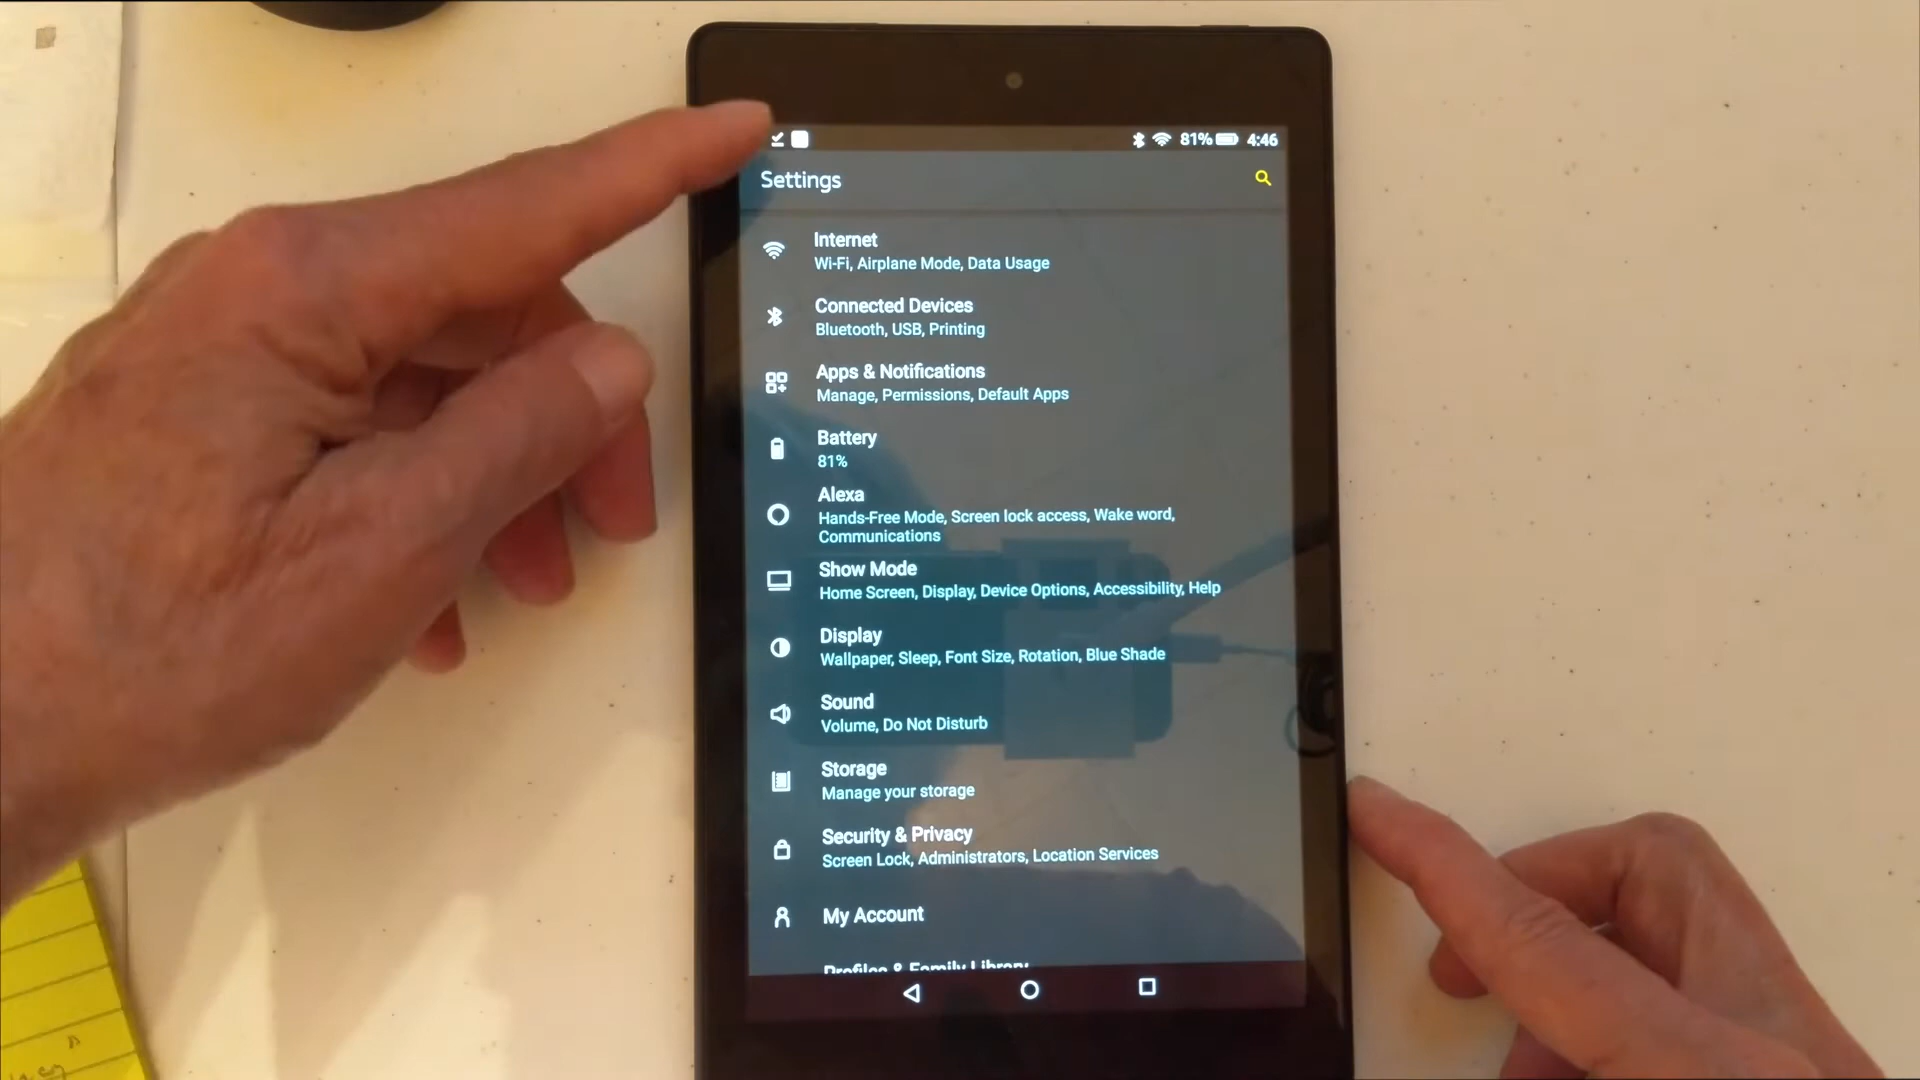 81% 4:46
Settings
Internet
Wi-Fi, Airplane Mode, Data Usage
Connected Devices
Bluetooth, USB, Printing
Apps & Notifications
Manage, Permissions, Default Apps
Battery
81%
Alexa
Hands-Free Mode, Screen lock access, Wake word,
Communications
Show Mode
Home Screen, Display, Device Options, Accessibility, Help
Display
Wallpaper, Sleep, Font Size, Rotation, Blue Shade
Sound
Volume, Do Not Disturb
Storage
Manage your storage
Security & Privacy
Screen Lock, Administrators, Location Services
My Account
Profiles & Family Library